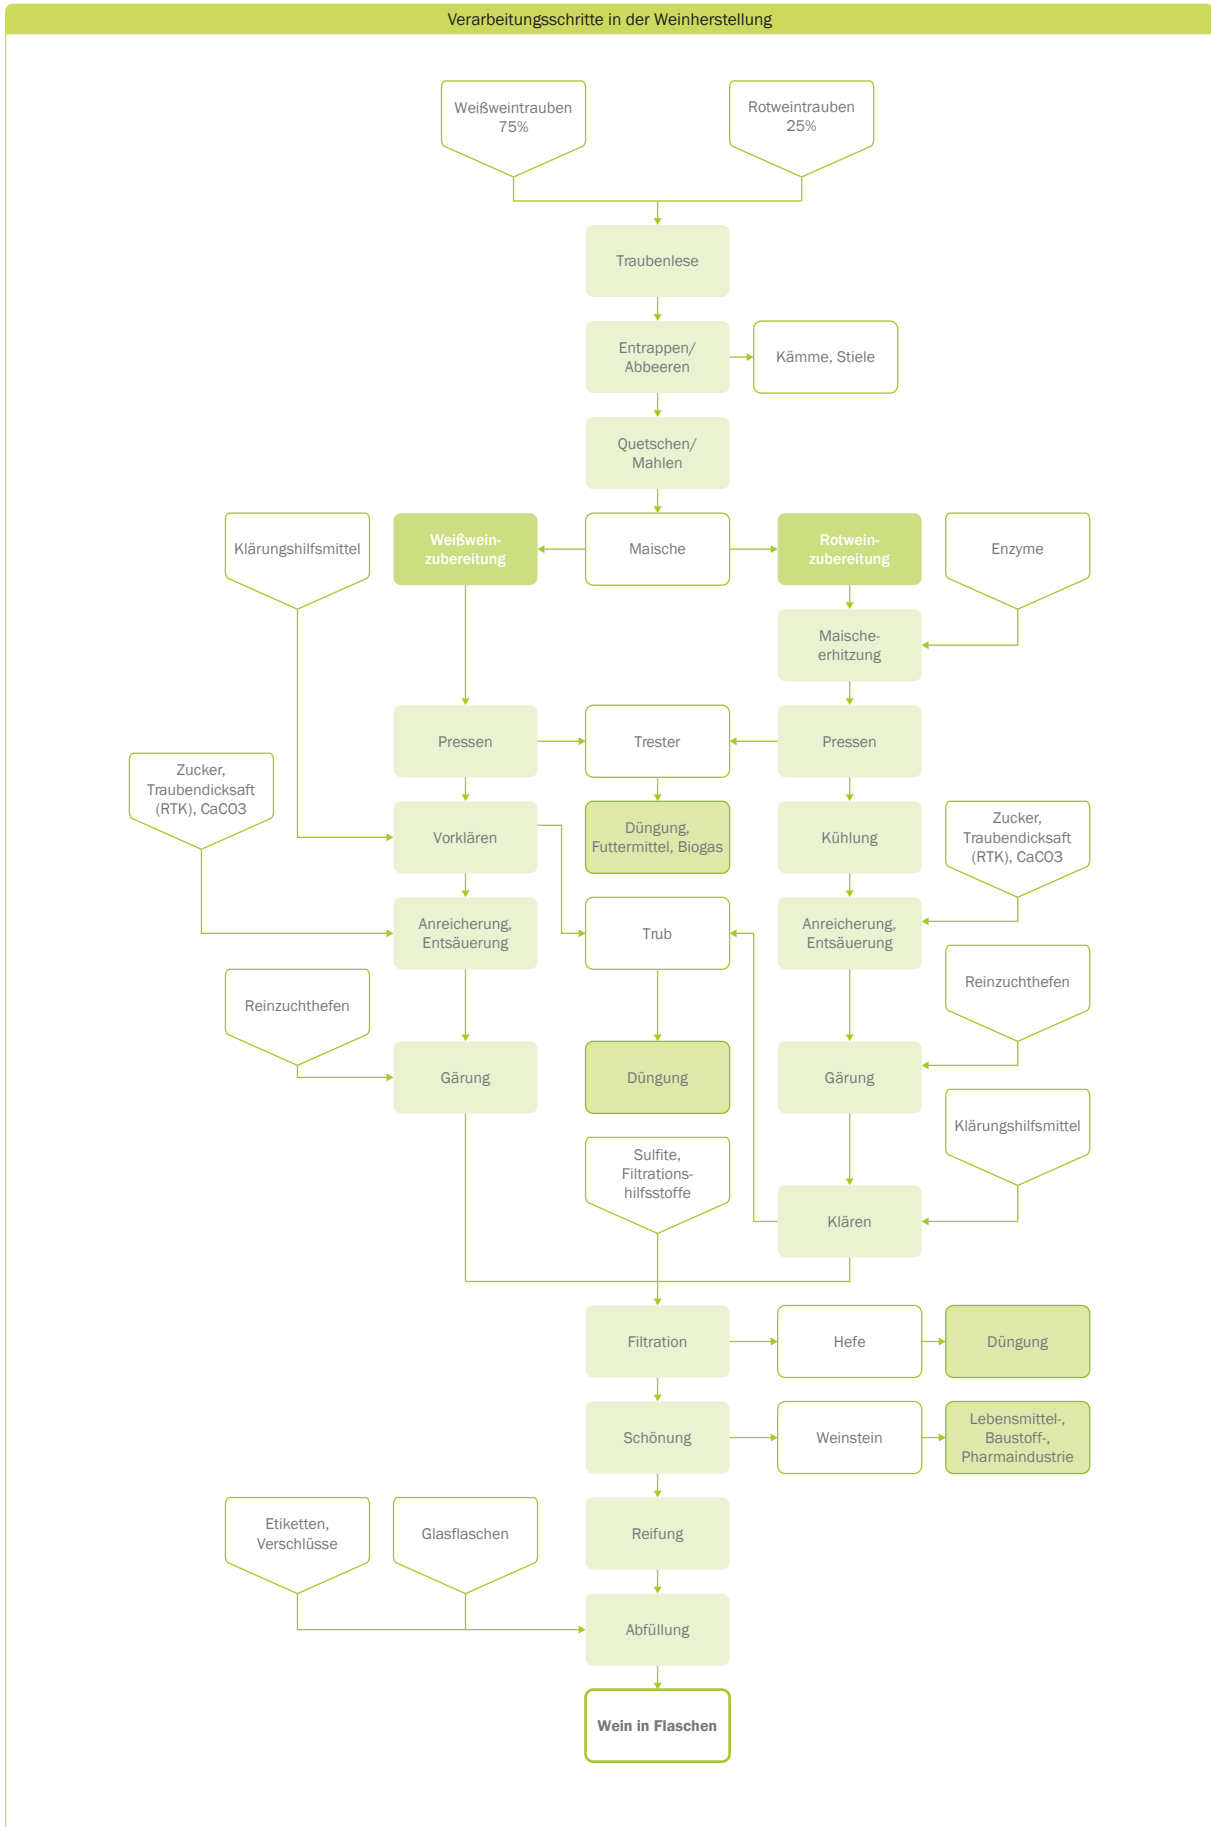 Verarbeitungsschritte in der Weinherstellung
Weißweintrauben
75%
Rotweintrauben
25%
Traubenlese
Entrappen/
Abbeeren
Kämme, Stiele
Quetschen/
Mahlen
Klärungshilfsmittel
Weißwein-
zubereitung
Maische
Rotwein-
zubereitung
Enzyme
Maische-
erhitzung
Pressen
Trester
Pressen
Zucker,
Traubendicksaft
(RTK), CaCO3
Vorklären
Düngung,
Futtermittel, Biogas
Kühlung
Zucker,
Traubendicksaft
(RTK), CaCO3
Anreicherung,
Entsäuerung
Trub
Anreicherung,
Entsäuerung
Reinzuchthefen
Reinzuchthefen
Gärung
Düngung
Gärung
Klärungshilfsmittel
Sulfite,
Filtrations-
hilfsstoffe
Klären
Filtration
Hefe
Düngung
Schönung
Weinstein
Lebensmittel-,
Baustoff-,
Pharmaindustrie
Etiketten,
Verschlüsse
Glasflaschen
Reifung
Abfüllung
Wein in Flaschen